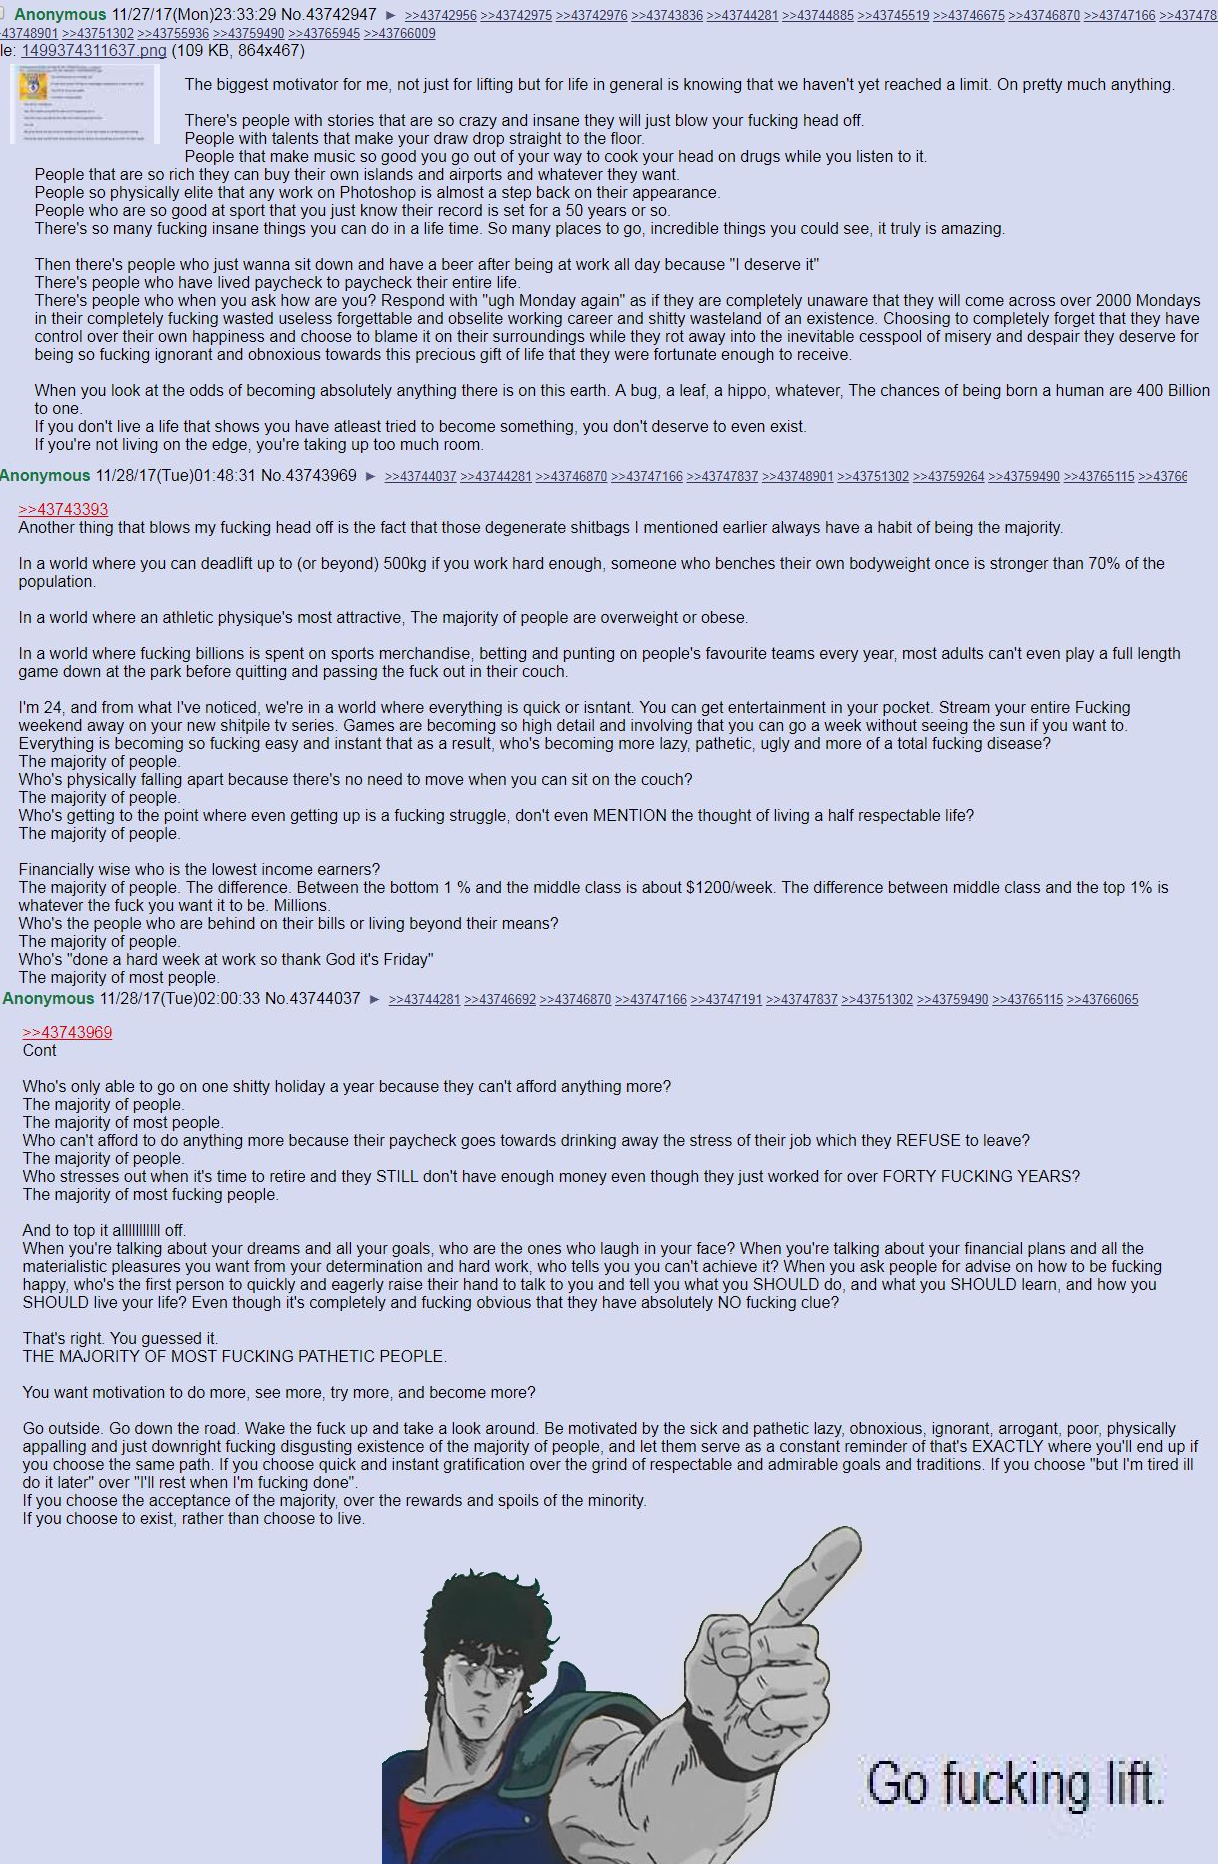 Anonymous 11/27/17(Mon)23:33:29 No.43742947 ► >>43742956 >>43742975 >>43742976 >>43743836 >>43744281 >>43744885 >>43745519 >>43746675 >>43746870 >>43747166 >>437478
43748901 >>43751302 >>43755936 >>43759490 >>43765945 >>43766009
le: 1499374311637.png (109 KB, 864x467)
The biggest motivator for me, not just for lifting but for life in general is knowing that we haven't yet reached a limit. On pretty much anything.
There's people with stories that are so crazy and insane they will just blow your fucking head off.
People with talents that make your draw drop straight to the floor.
People that make music so good you go out of your way to cook your head on drugs while you listen to it.
People that are so rich they can buy their own islands and airports and whatever they want.
People so physically elite that any work on Photoshop is almost a step back on their appearance.
People who are so good at sport that you just know their record is set for a 50 years or so.
There's so many fucking insane things you can do in a life time. So many places to go, incredible things you could see, it truly is amazing.
Then there's people who just wanna sit down and have a beer after being at work all day because "I deserve it"
There's people who have lived paycheck to paycheck their entire life.
There's people who when you ask how are you? Respond with "ugh Monday again" as if they are completely unaware that they will come across over 2000 Mondays
in their completely fucking wasted useless forgettable and obselite working career and shitty wasteland of an existence. Choosing to completely forget that they have
control over their own happiness and choose to blame it on their surroundings while they rot away into the inevitable cesspool of misery and despair they deserve for
being so fucking ignorant and obnoxious towards this precious gift of life that they were fortunate enough to receive.
When you look at the odds of becoming absolutely anything there is on this earth. A bug, a leaf, a hippo, whatever, The chances of being born a human are 400 Billion
to one.
If you don't live a life that shows you have atleast tried to become something, you don't deserve to even exist.
If you're not living on the edge, you're taking up too much room.
Anonymous 11/28/17(Tue)01:48:31 No.43743969 ► >>43744037 >>43744281 >>43746870 >>43747166 >>43747837 >>43748901 >>43751302 >>43759264 >>43759490 >>43765115 >>43766
>>43743393
Another thing that blows my fucking head off is the fact that those degenerate shitbags I mentioned earlier always have a habit of being the majority.
In a world where you can deadlift up to (or beyond) 500kg if you work hard enough, someone who benches their own bodyweight once is stronger than 70% of the
population.
In a world where an athletic physique's most attractive, The majority of people are overweight or obese.
In a world where fucking billions is spent on sports merchandise, betting and punting on people's favourite teams every year, most adults can't even play a full length
game down at the park before quitting and passing the fuck out in their couch.
I'm 24, and from what I've noticed, we're in a world where everything is quick or isntant. You can get entertainment in your pocket. Stream your entire Fucking
weekend away on your new shitpile tv series. Games are becoming so high detail and involving that you can go a week without seeing the sun if you want to.
Everything is becoming so fucking easy and instant that as a result, who's becoming more lazy, pathetic, ugly and more of a total fucking disease?
The majority of people.
Who's physically falling apart because there's no need to move when you can sit on the couch?
The majority of people.
Who's getting to the point where even getting up is a fucking struggle, don't even MENTION the thought of living a half respectable life?
The majority of people.
Financially wise who is the lowest income earners?
The majority of people. The difference. Between the bottom 1 % and the middle class is about $1200/week. The difference between middle class and the top 1% is
whatever the fuck you want it to be. Millions.
Who's the people who are behind on their bills or living beyond their means?
The majority of people.
Who's "done a hard week at work so thank God it's Friday"
The majority of most people.
Anonymous 11/28/17(Tue)02:00:33 No.43744037 ► >>43744281 >>43746692 >>43746870 >>43747166 >>43747191 >>43747837 >>43751302 >>43759490 >>43765115 >>43766065
>>43743969
Cont
Who's only able to go on one shitty holiday a year because they can't afford anything more?
The majority of people.
The majority of most people.
Who can't afford to do anything more because their paycheck goes towards drinking away the stress of their job which they REFUSE to leave?
The majority of people.
Who stresses out when it's time to retire and they STILL don't have enough money even though they just worked for over FORTY FUCKING YEARS?
The majority of most fucking people.
And to top it alllllllllll off.
When you're talking about your dreams and all your goals, who are the ones who laugh in your face? When you're talking about your financial plans and all the
materialistic pleasures you want from your determination and hard work, who tells you you can't achieve it? When you ask people for advise on how to be fucking
happy, who's the first person to quickly and eagerly raise their hand to talk to you and tell you what you SHOULD do, and what you SHOULD learn, and how you
SHOULD live your life? Even though it's completely and fucking obvious that they have absolutely NO fucking clue?
That's right. You guessed it.
THE MAJORITY OF MOST FUCKING PATHETIC PEOPLE.
You want motivation to do more, see more, try more, and become more?
Go outside. Go down the road. Wake the fuck up and take a look around. Be motivated by the sick and pathetic lazy, obnoxious, ignorant, arrogant, poor, physically
appalling and just downright fucking disgusting existence of the majority of people, and let them serve as a constant reminder of that's EXACTLY where you'll end up if
you choose the same path. If you choose quick and instant gratification over the grind of respectable and admirable goals and traditions. If you choose "but I'm tired ill
do it later" over "I'll rest when I'm fucking done".
If you choose the acceptance of the majority, over the rewards and spoils of the minority.
If you choose to exist, rather than choose to live.
Go fucking lift.